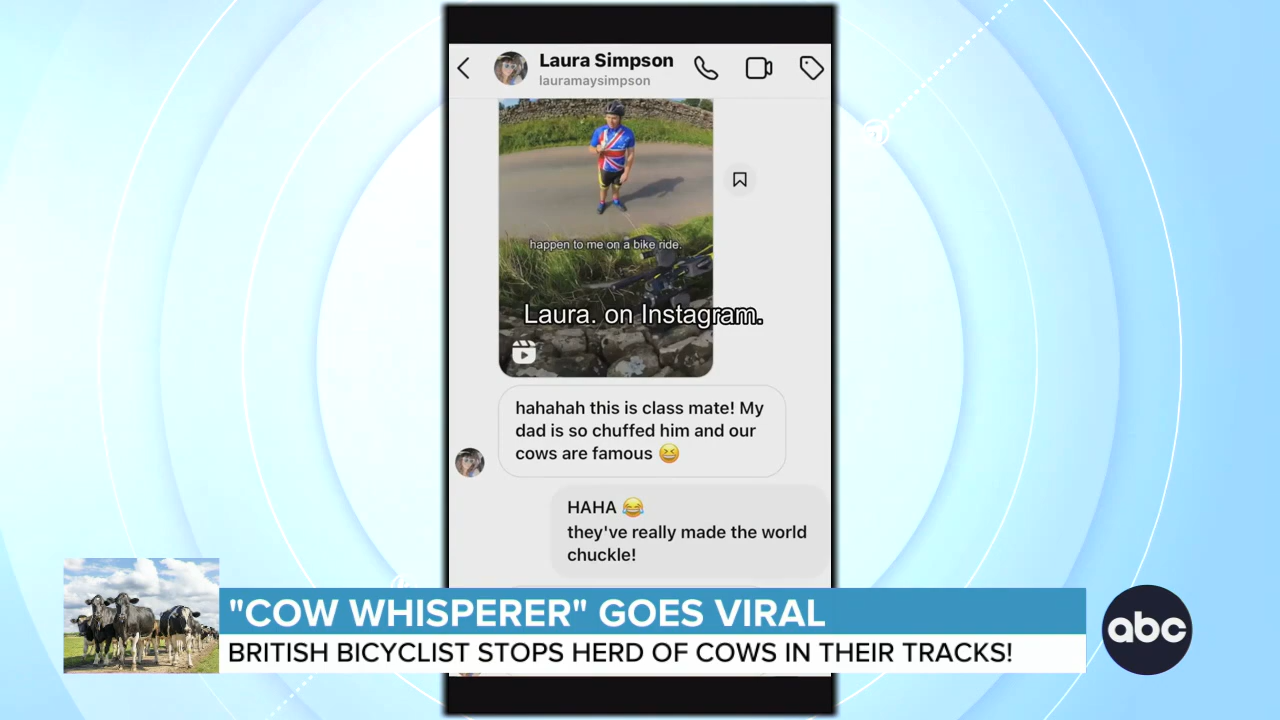 Laura Simpson
lauramaysimpson
happen to me on a bike ride.
Laura. on Instagram.
hahahah this is class mate! My
dad is so chuffed him and our
cows are famous 😆
HAHA 😂
they've really made the world
chuckle!
"COW WHISPERER" GOES VIRAL
BRITISH BICYCLIST STOPS HERD OF COWS IN THEIR TRACKS!
abc